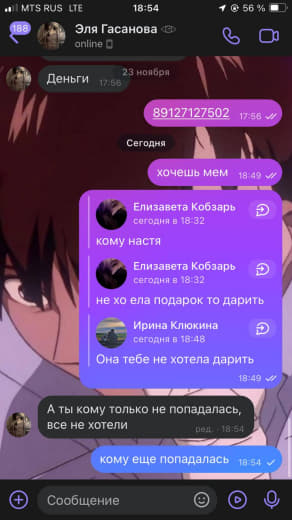 MTS RUS LTE 18:54 56 %
188 Эля Гасанова
online
23 ноября
Деньги
89127127502 17:56
Сегодня
хочешь мем 18:49
Елизавета Кобзарь
сегодня в 18:32
кому настя
Елизавета Кобзарь
сегодня в 18:32
не хо ела подарок то дарить
Ирина Клюкина
сегодня в 18:48
Она тебе не хотела дарить
18:49
А ты кому только не попадалась,
все не хотели ред. · 18:54
кому еще попадалась 18:54
Сообщение